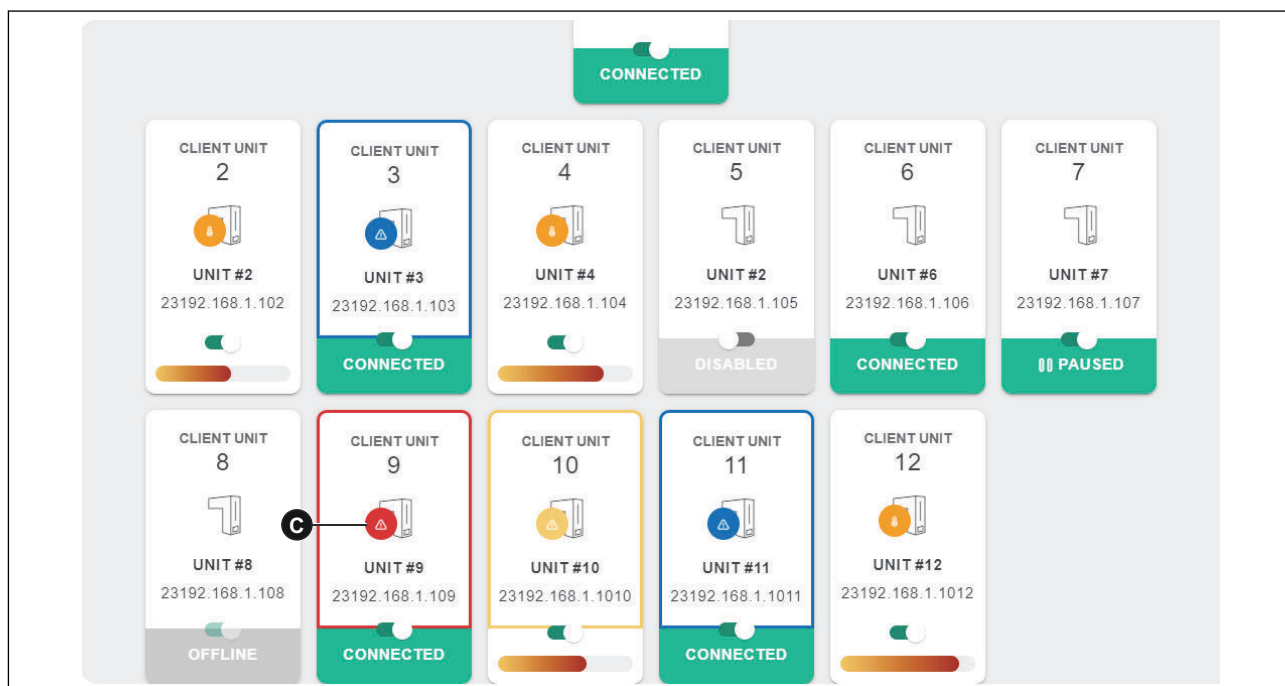 CONNECTED
CLIENT UNIT
2
UNIT #2
23192.168.1.102
CLIENT UNIT
3
UNIT #3
23192.168.1.103
CONNECTED
CLIENT UNIT
4
UNIT #4
23192.168.1.104
CLIENT UNIT
5
UNIT #2
23192.168.1.105
DISABLED
CLIENT UNIT
6
UNIT #6
23192.168.1.106
CONNECTED
CLIENT UNIT
7
UNIT #7
23192.168.1.107
PAUSED
CLIENT UNIT
8
UNIT #8
23192.168.1.108
OFFLINE
CLIENT UNIT
9
C
UNIT #9
23192.168.1.109
CONNECTED
CLIENT UNIT
10
UNIT #10
23192.168.1.1010
CLIENT UNIT
11
UNIT #11
23192.168.1.1011
CONNECTED
CLIENT UNIT
12
UNIT #12
23192.168.1.1012